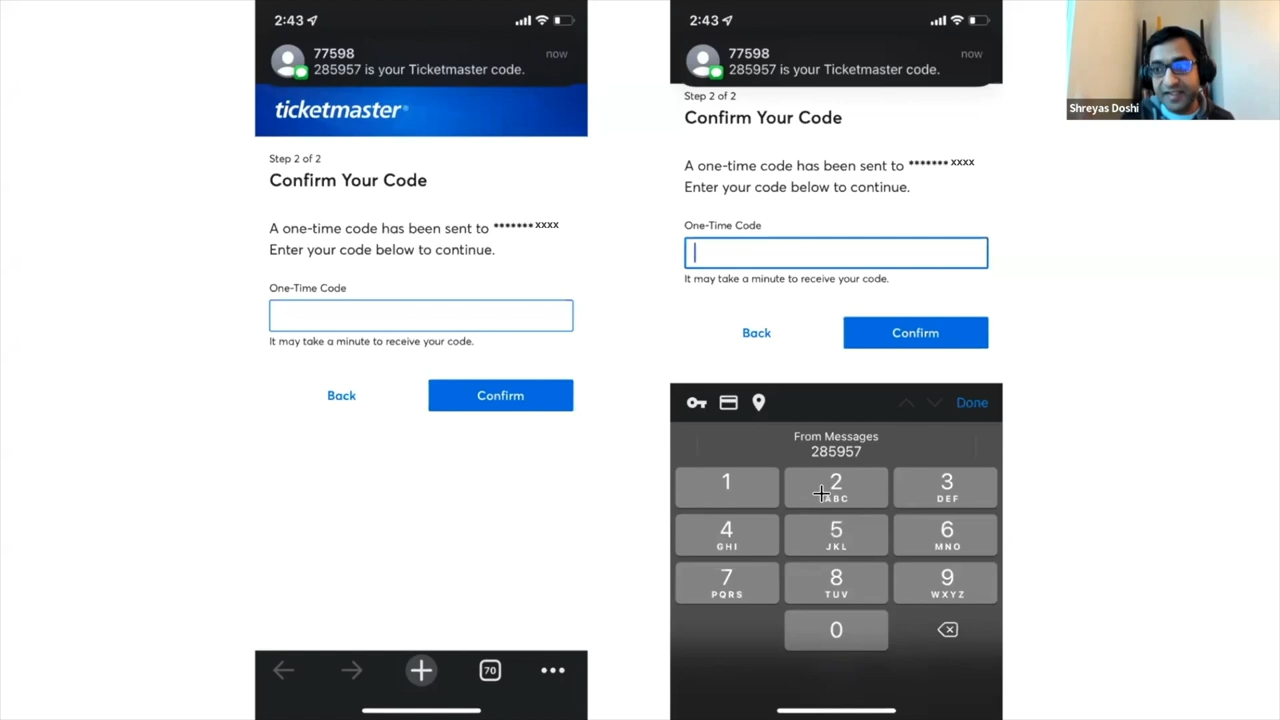 2:43
77598
now
285957 is your Ticketmaster code.
ticketmaster®
Step 2 of 2
Confirm Your Code
A one-time code has been sent to *******xxxx
Enter your code below to continue.
One-Time Code
It may take a minute to receive your code.
Back
Confirm
70
2:43
77598
now
285957 is your Ticketmaster code.
Step 2 of 2
Confirm Your Code
A one-time code has been sent to *******xxxx
Enter your code below to continue.
One-Time Code
It may take a minute to receive your code.
Back
Confirm
Done
From Messages
285957
1 2 3
ABC DEF
4 5 6
GHI JKL MNO
7 8 9
PQRS TUV WXYZ
0
Shreyas Doshi